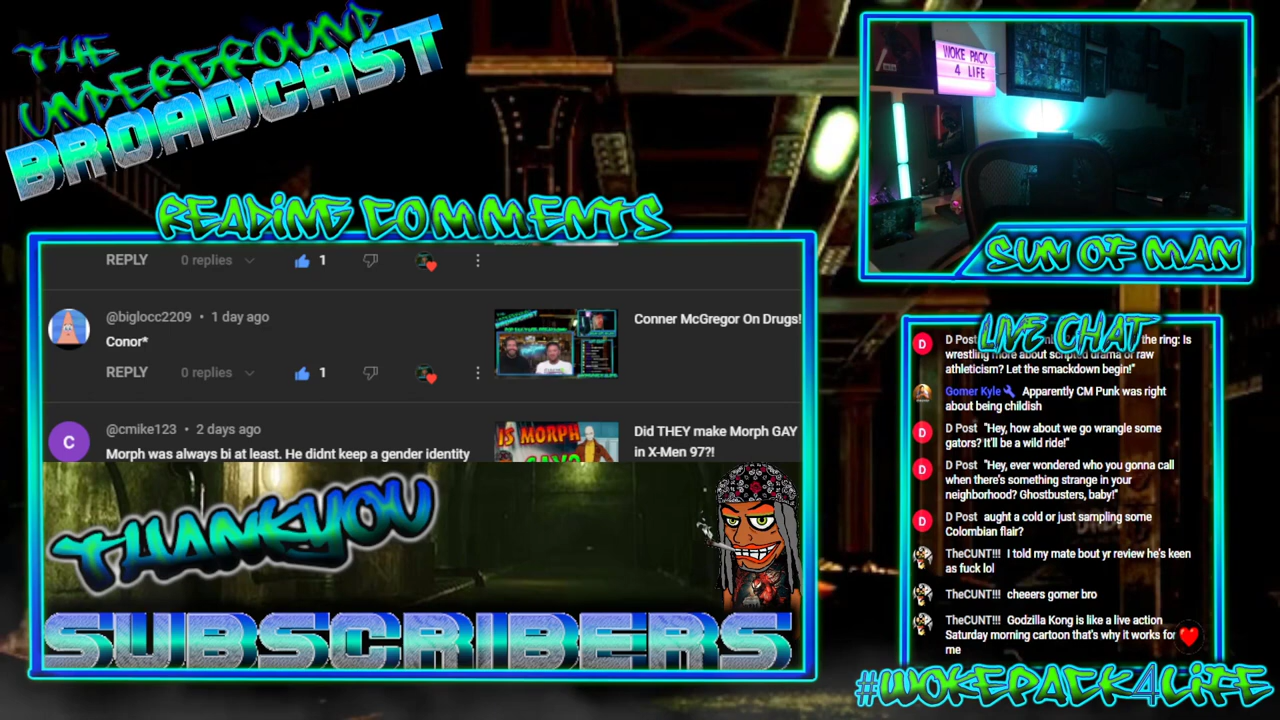 THE
UNDERGROUND
BROADCAST
READING COMMENTS
REPLY 0 replies 1
@biglocc2209 • 1 day ago
Conor*
Conner McGregor On Drugs!
REPLY 0 replies 1
@cmike123 • 2 days ago
Morph was always bi at least. He didnt keep a gender identity
C
IS MORPH
GAY?
Did THEY make Morph GAY
in X-Men 97?!
THANKYOU
SUBSCRIBERS
WOKE PACK
4 LIFE
SUN OF MAN
LIVE CHAT
D D Post the ring: Is
wrestling more about scripted drama or raw
athleticism? Let the smackdown begin!"
Gomer Kyle Apparently CM Punk was right
about being childish
D D Post "Hey, how about we go wrangle some
gators? It'll be a wild ride!"
D D Post "Hey, ever wondered who you gonna call
when there's something strange in your
neighborhood? Ghostbusters, baby!"
D D Post aught a cold or just sampling some
Colombian flair?
TheCUNT!!! I told my mate bout yr review he's keen
as fuck lol
TheCUNT!!! cheeers gomer bro
TheCUNT!!! Godzilla Kong is like a live action
Saturday morning cartoon that's why it works for
me
#WOKEPACK4LIFE